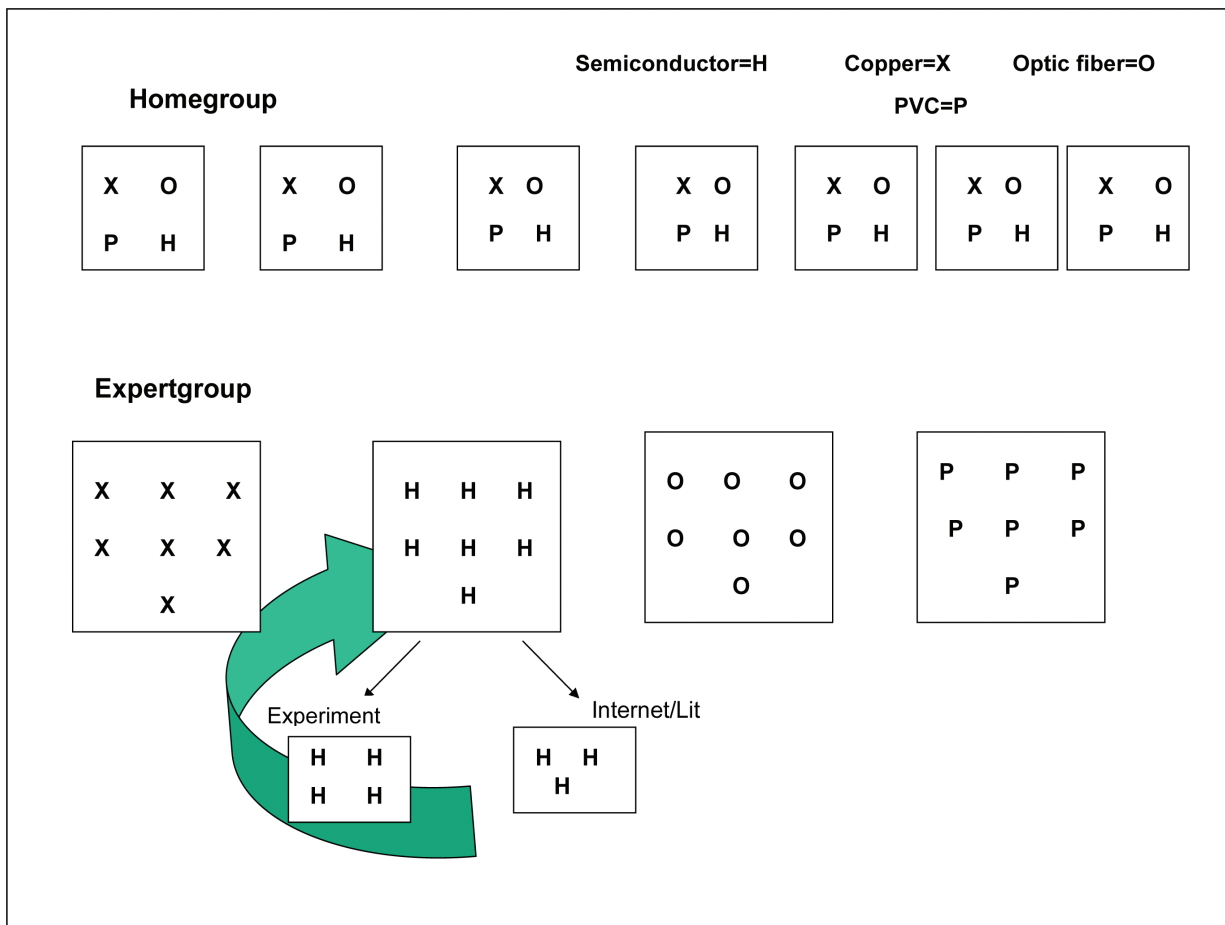 Semiconductor=H Copper=X Optic fiber=O
Homegroup
PVC=P
X O X O X O X O X O X O X O
P H P H P H P H P H P H P H
Expertgroup
X X X H H H O O O P P P
X X X H H H O O O P P P
X H O P
Experiment Internet/Lit
H H H H
H H H